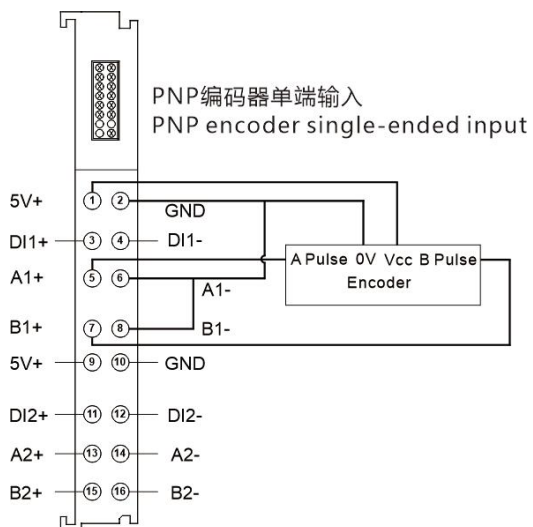 PNP编码器单端输入
PNP encoder single-ended input
5V+ 1 2 GND
DI1+ 3 4 DI1-
A Pulse 0V Vcc B Pulse
Encoder
A1+ 5 6 A1-
B1+ 7 8 B1-
5V+ 9 10 GND
DI2+ 11 12 DI2-
A2+ 13 14 A2-
B2+ 15 16 B2-